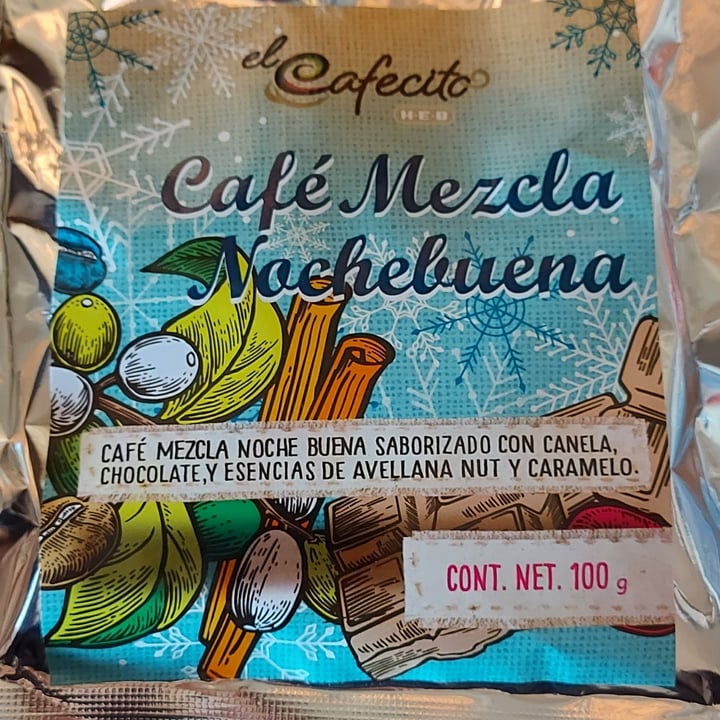 el Cafecito
H-E-B
Café Mezcla
Nochebuena
CAFÉ MEZCLA NOCHE BUENA SABORIZADO CON CANELA,
CHOCOLATE,Y ESENCIAS DE AVELLANA NUT Y CARAMELO.
CONT. NET. 100 g